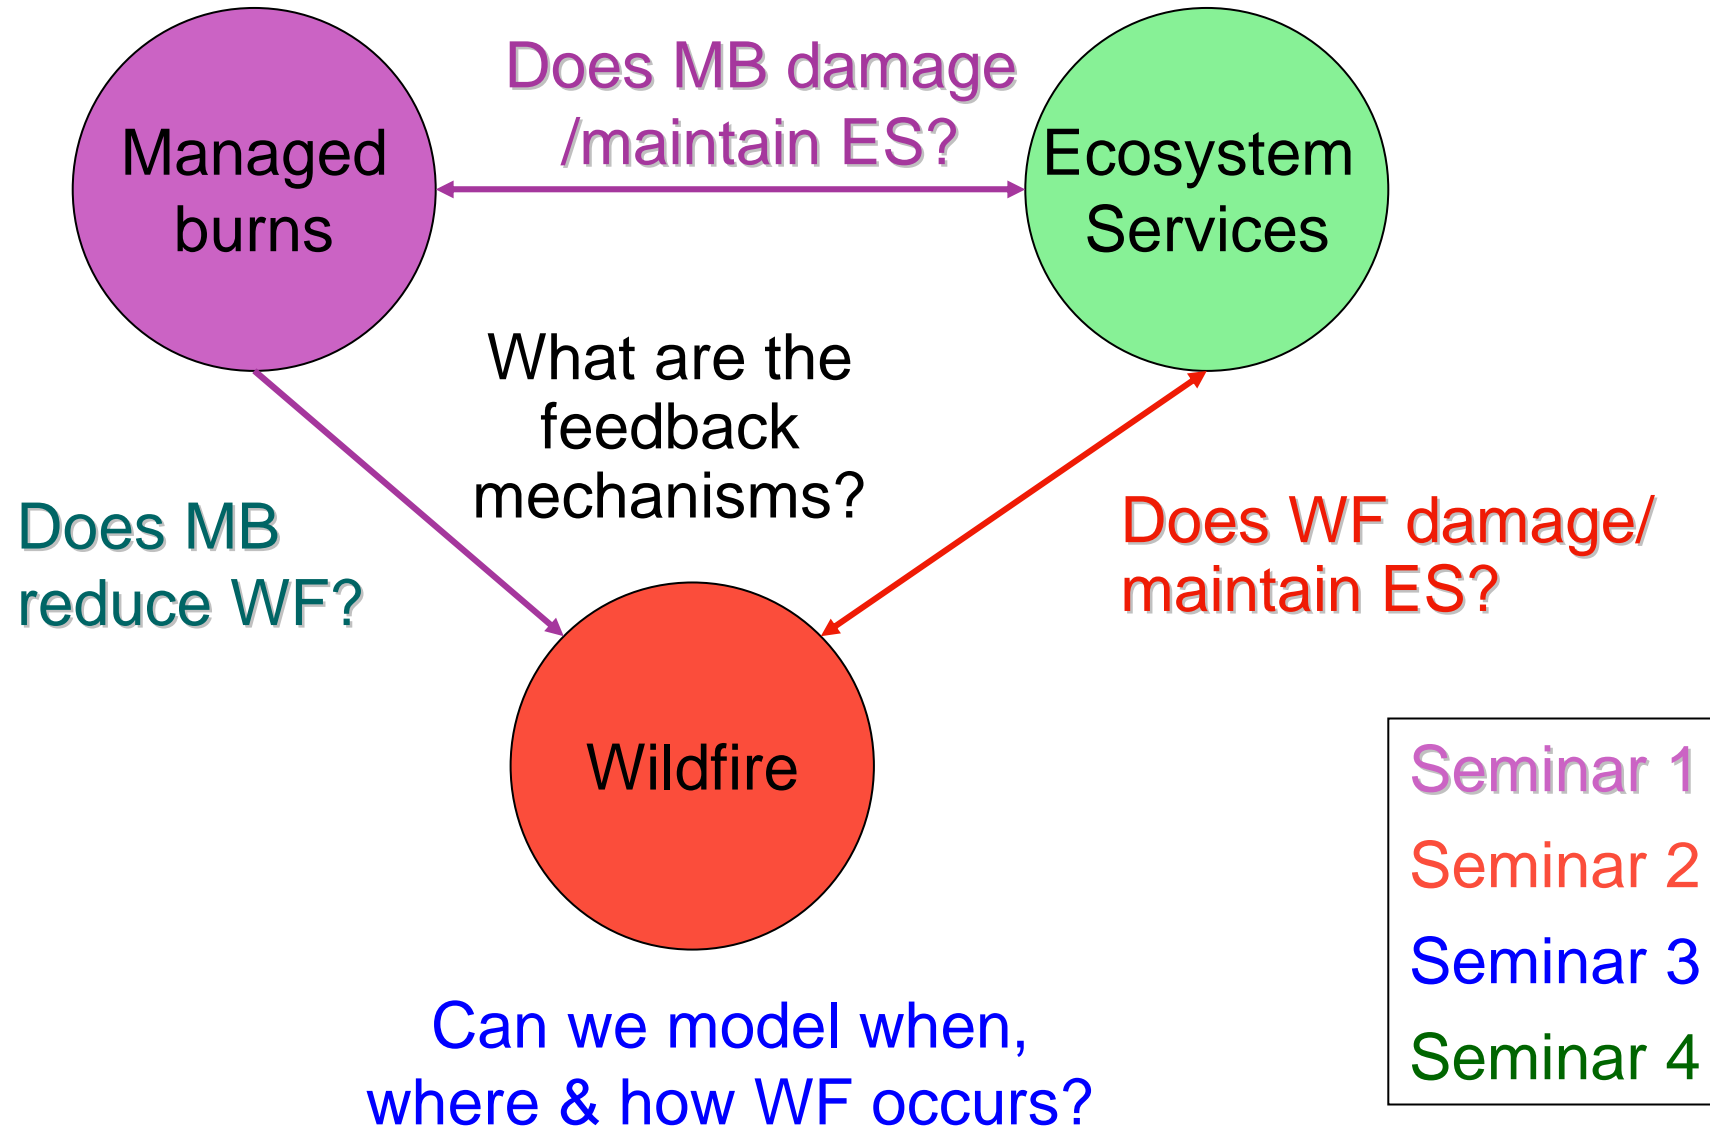 Does MB damage
/maintain ES?
Managed
burns
Ecosystem
Services
What are the
feedback
mechanisms?
Does MB
reduce WF?
Does WF damage/
maintain ES?
Wildfire
Can we model when,
where & how WF occurs?
Seminar 1
Seminar 2
Seminar 3
Seminar 4